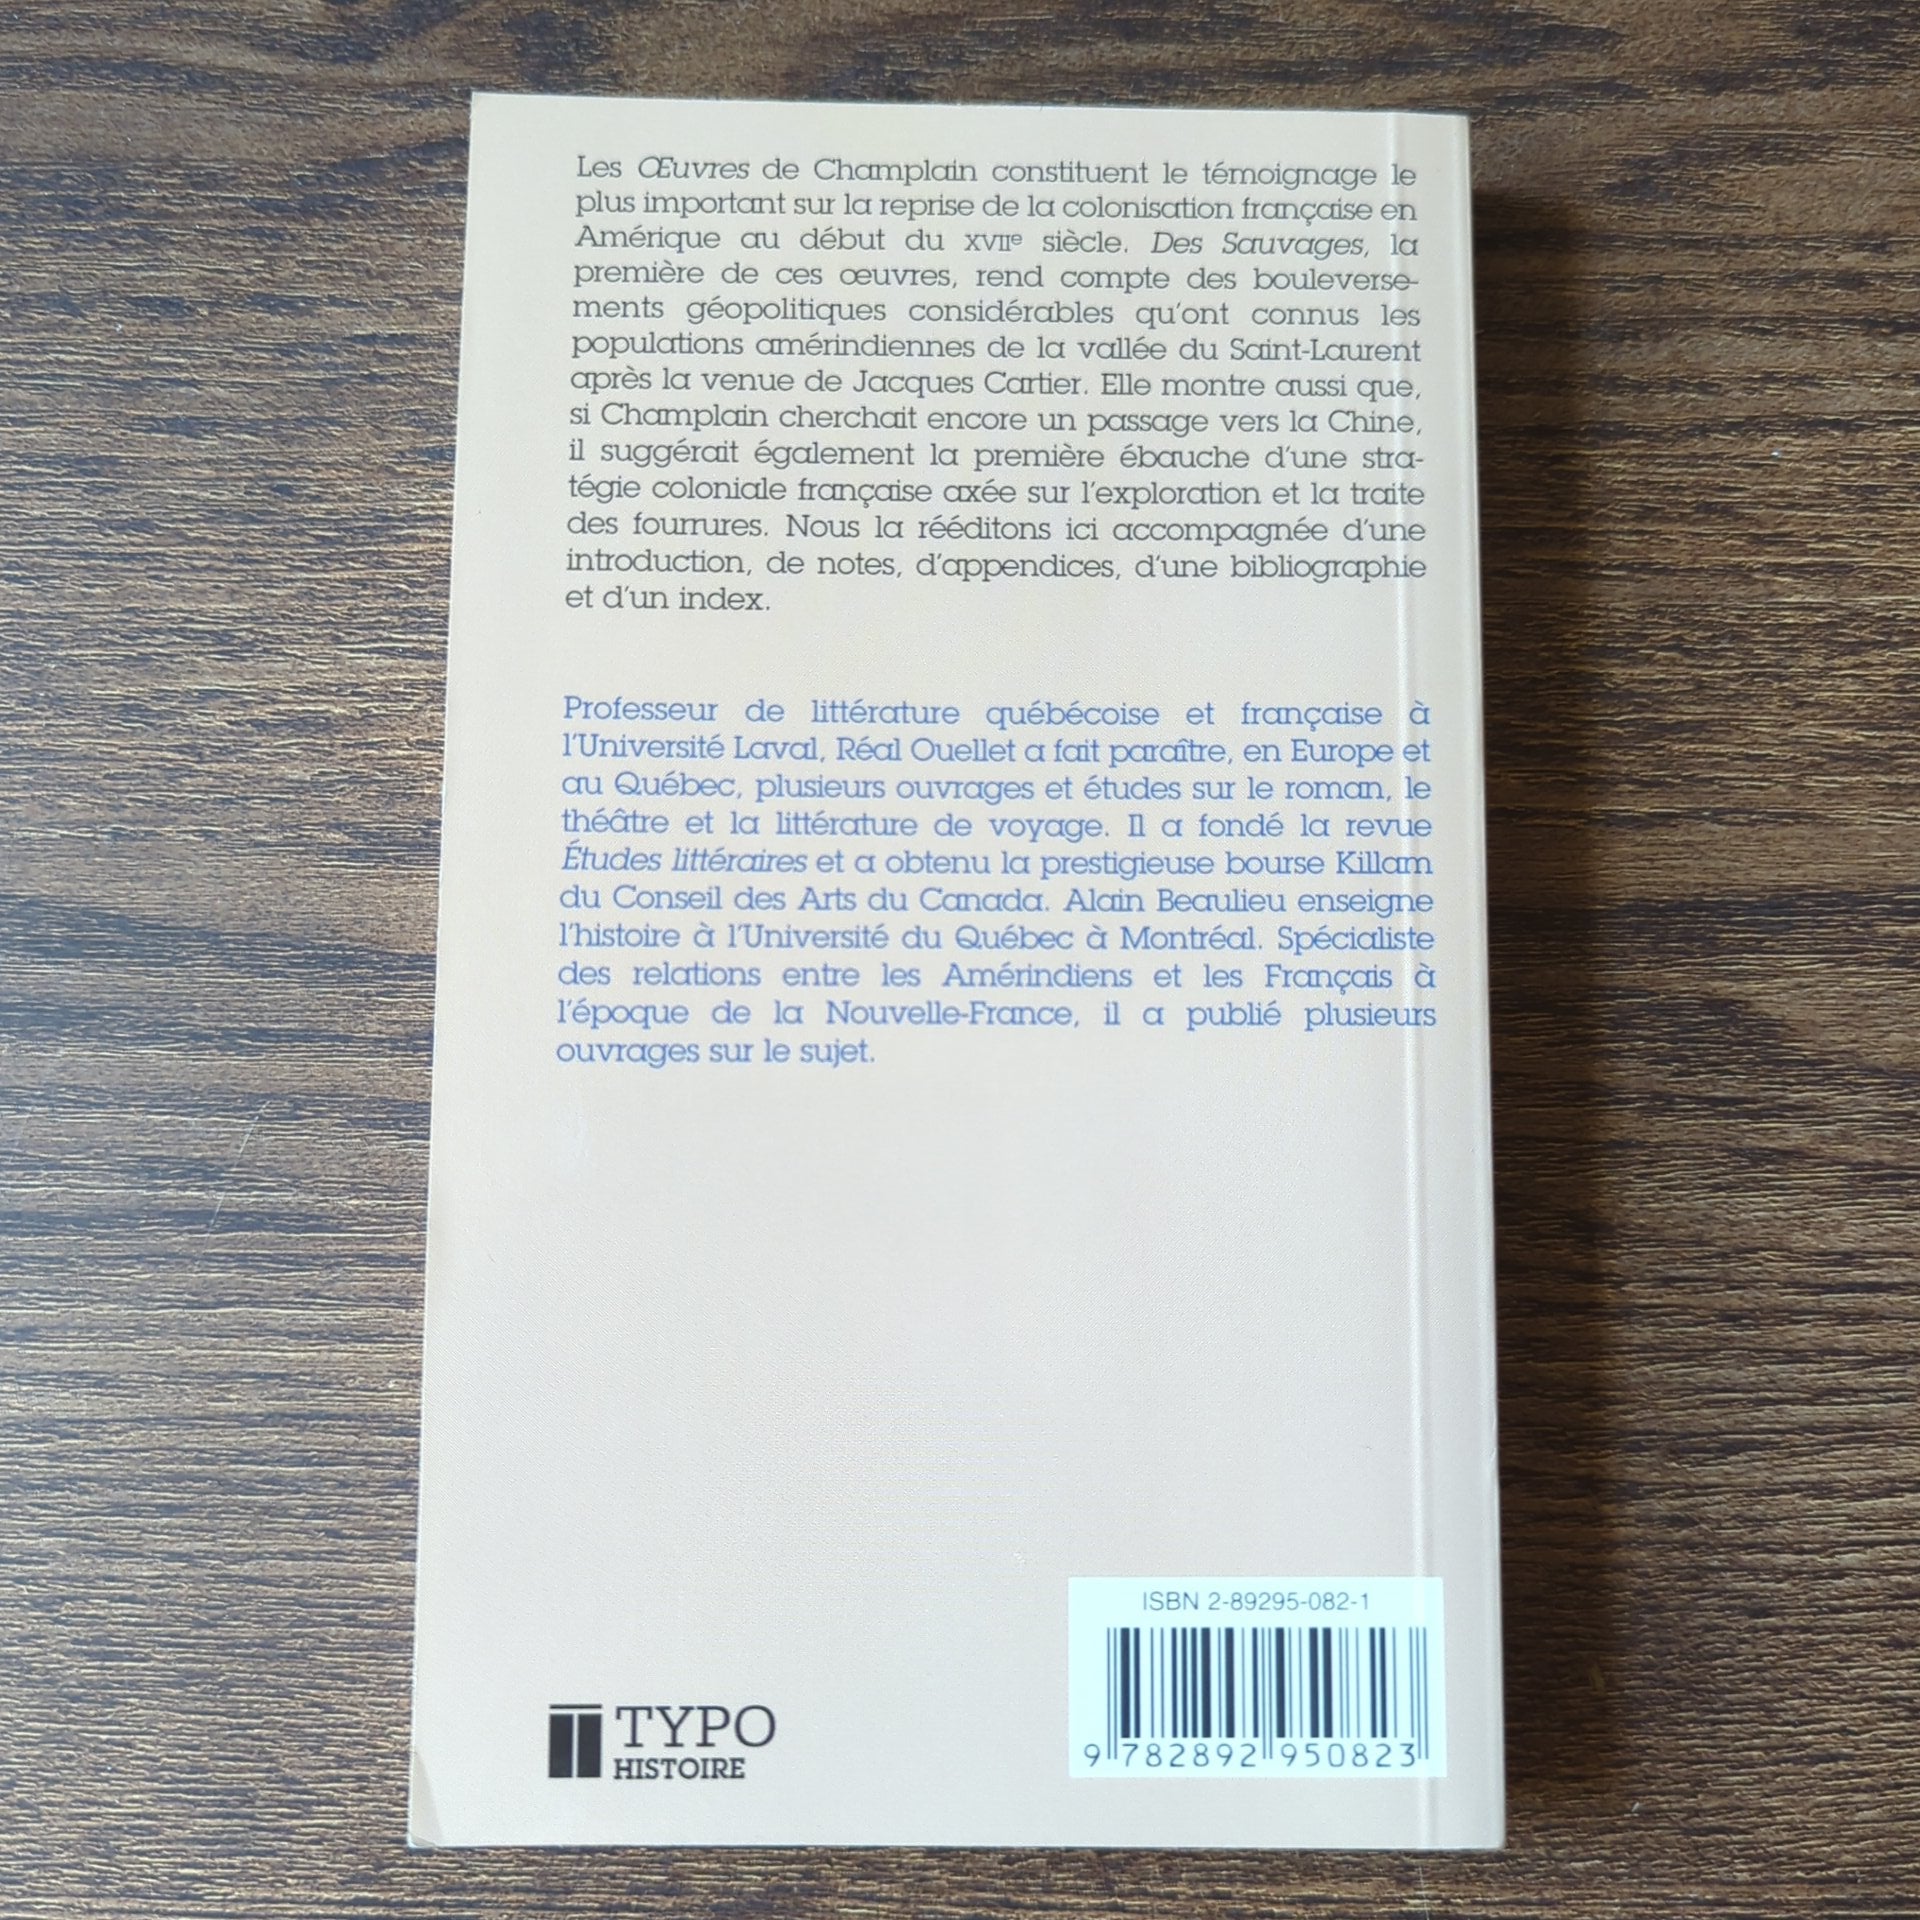 Les Œuvres de Champlain constituent le témoignage le
plus important sur la reprise de la colonisation française en
Amérique au début du XVIIe siècle. Des Sauvages, la
première de ces œuvres, rend compte des bouleverse-
ments géopolitiques considérables qu'ont connus les
populations amérindiennes de la vallée du Saint-Laurent
après la venue de Jacques Cartier. Elle montre aussi que,
si Champlain cherchait encore un passage vers la Chine,
il suggérait également la première ébauche d'une stra-
tégie coloniale française axée sur l'exploration et la traite
des fourrures. Nous la rééditons ici accompagnée d'une
introduction, de notes, d'appendices, d'une bibliographie
et d'un index.
Professeur de littérature québécoise et française à
l'Université Laval, Réal Ouellet a fait paraître, en Europe et
au Québec, plusieurs ouvrages et études sur le roman, le
théâtre et la littérature de voyage. Il a fondé la revue
Études littéraires et a obtenu la prestigieuse bourse Killam
du Conseil des Arts du Canada. Alain Beaulieu enseigne
l'histoire à l'Université du Québec à Montréal. Spécialiste
des relations entre les Amérindiens et les Français à
l'époque de la Nouvelle-France, il a publié plusieurs
ouvrages sur le sujet.
ISBN 2-89295-082-1
9 782892 950823
TYPO
HISTOIRE